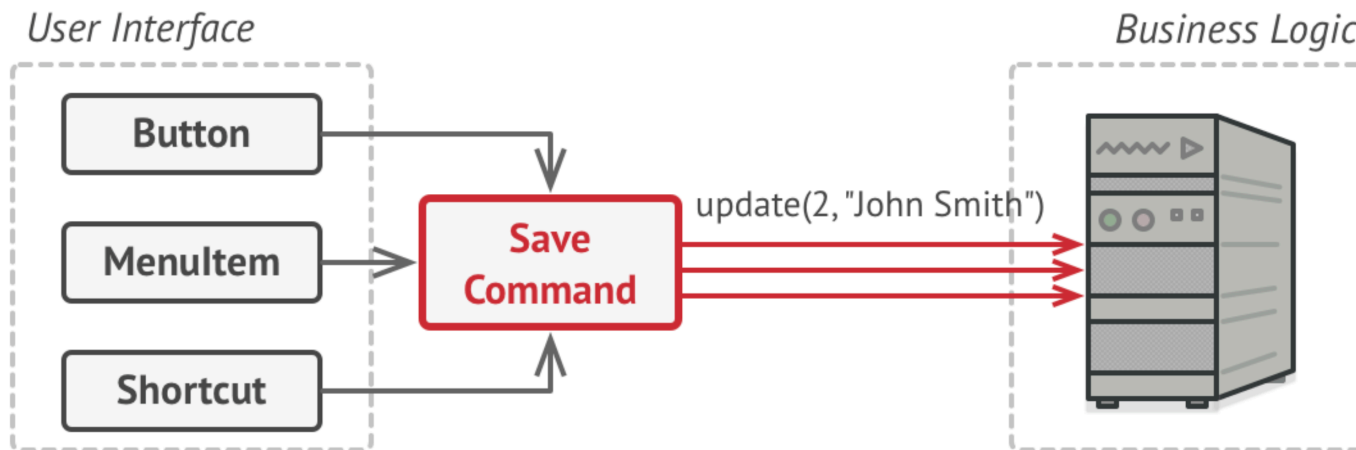 User Interface
Business Logic
Button
update(2, "John Smith")
Save
Command
MenuItem
Shortcut